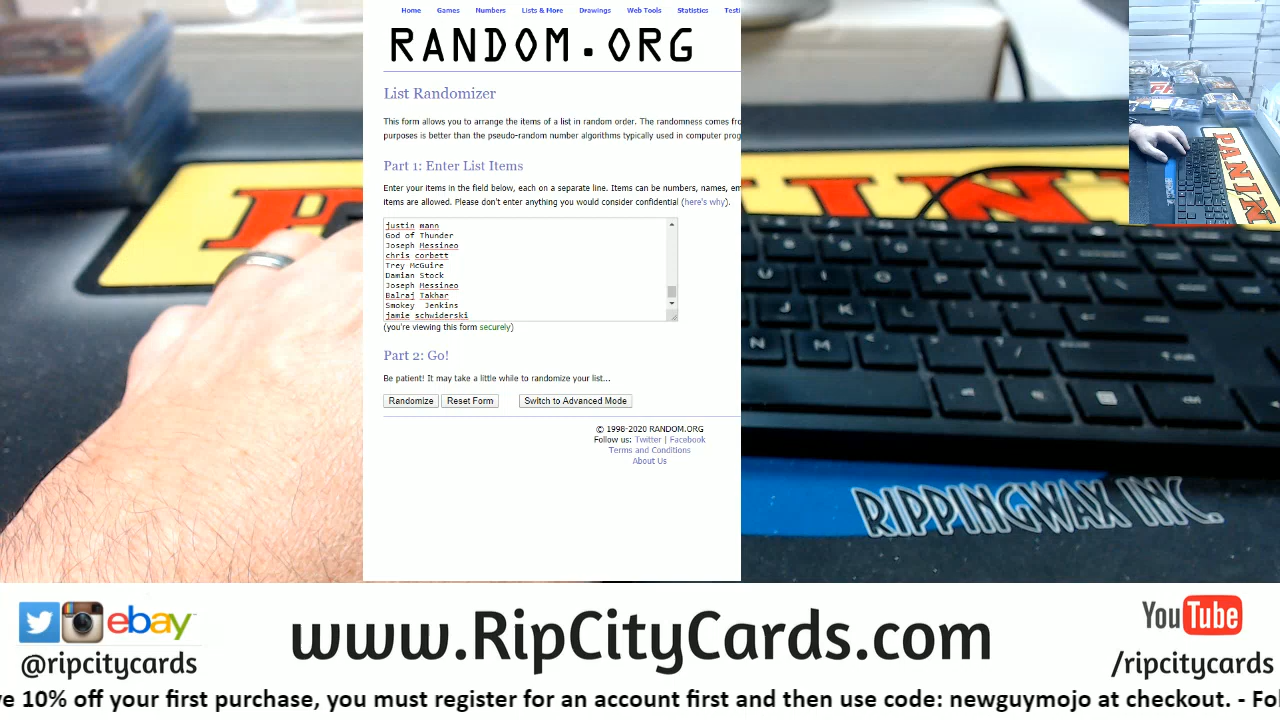 Home Games Numbers Lists & More Drawings Web Tools Statistics Testi
RANDOM.ORG
List Randomizer
This form allows you to arrange the items of a list in random order. The randomness comes fro
purposes is better than the pseudo-random number algorithms typically used in computer prog
Part 1: Enter List Items
Enter your items in the field below, each on a separate line. Items can be numbers, names, em
items are allowed. Please don't enter anything you would consider confidential (here's why).
justin mann
God of Thunder
Joseph Messineo
chris corbett
Trey McGuire
Damian Stock
Joseph Messineo
Balraj Takhar
Smokey Jenkins
jamie schwiderski
(you're viewing this form securely)
Part 2: Go!
Be patient! It may take a little while to randomize your list...
Randomize Reset Form Switch to Advanced Mode
© 1998-2020 RANDOM.ORG
Follow us: Twitter | Facebook
Terms and Conditions
About Us
PANINI
U I J K L N M
RIPPINGWAX INC.
ebay
@ripcitycards
www.RipCityCards.com
YouTube
/ripcitycards
ve 10% off your first purchase, you must register for an account first and then use code: newguymojo at checkout. - Fol